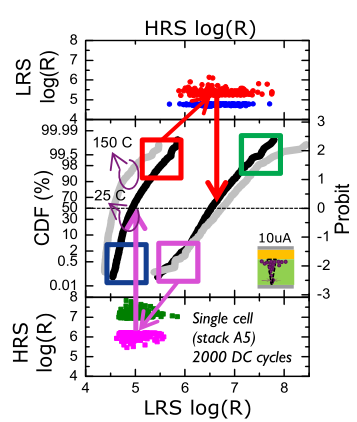 HRS log(R)
LRS
log(R)
8
7
6
5
4
CDF (%)
99.99
99.5
98
90
70
50
30
10
2
0.5
0.01
150 C
25 C
10uA
3
2
1
0
-1
-2
-3
Probit
HRS
log(R)
8
7
6
5
4
Single cell
(stack A5)
2000 DC cycles
4 5 6 7 8
LRS log(R)